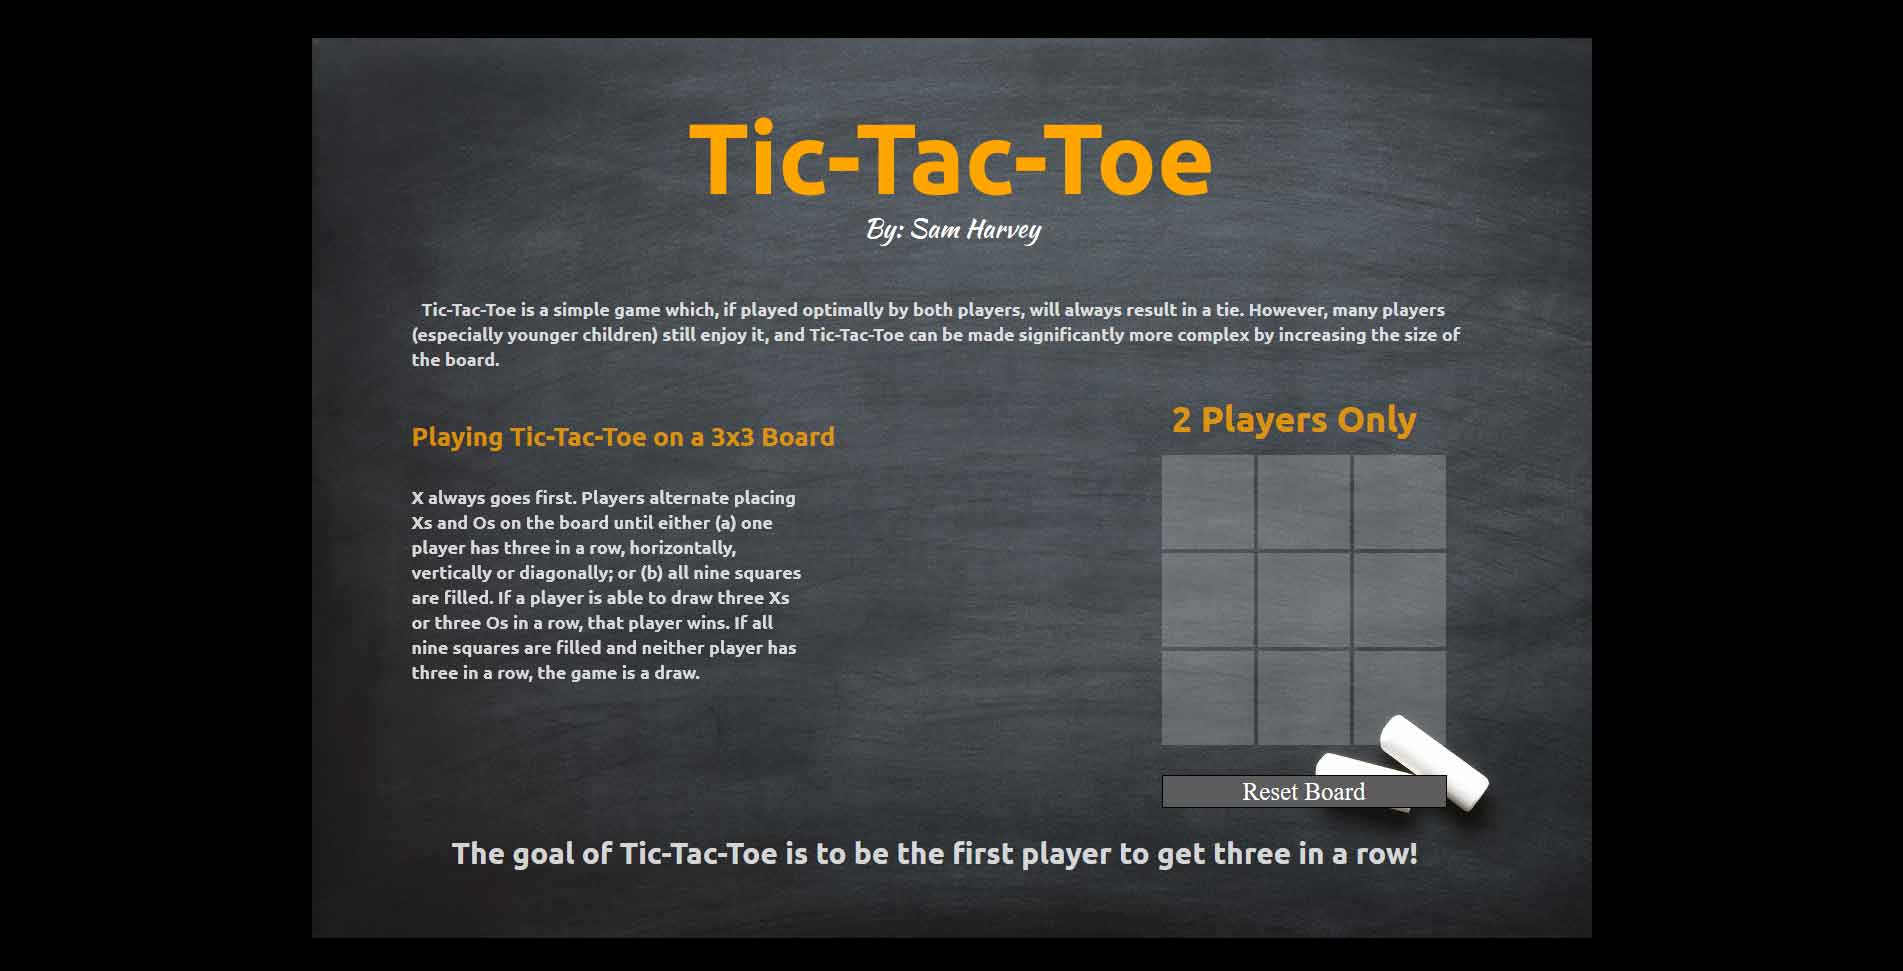 Tic-Tac-Toe
By: Sam Harvey
Tic-Tac-Toe is a simple game which, if played optimally by both players, will always result in a tie. However, many players
(especially younger children) still enjoy it, and Tic-Tac-Toe can be made significantly more complex by increasing the size of
the board.
Playing Tic-Tac-Toe on a 3x3 Board
X always goes first. Players alternate placing
Xs and Os on the board until either (a) one
player has three in a row, horizontally,
vertically or diagonally; or (b) all nine squares
are filled. If a player is able to draw three Xs
or three Os in a row, that player wins. If all
nine squares are filled and neither player has
three in a row, the game is a draw.
2 Players Only
Reset Board
The goal of Tic-Tac-Toe is to be the first player to get three in a row!